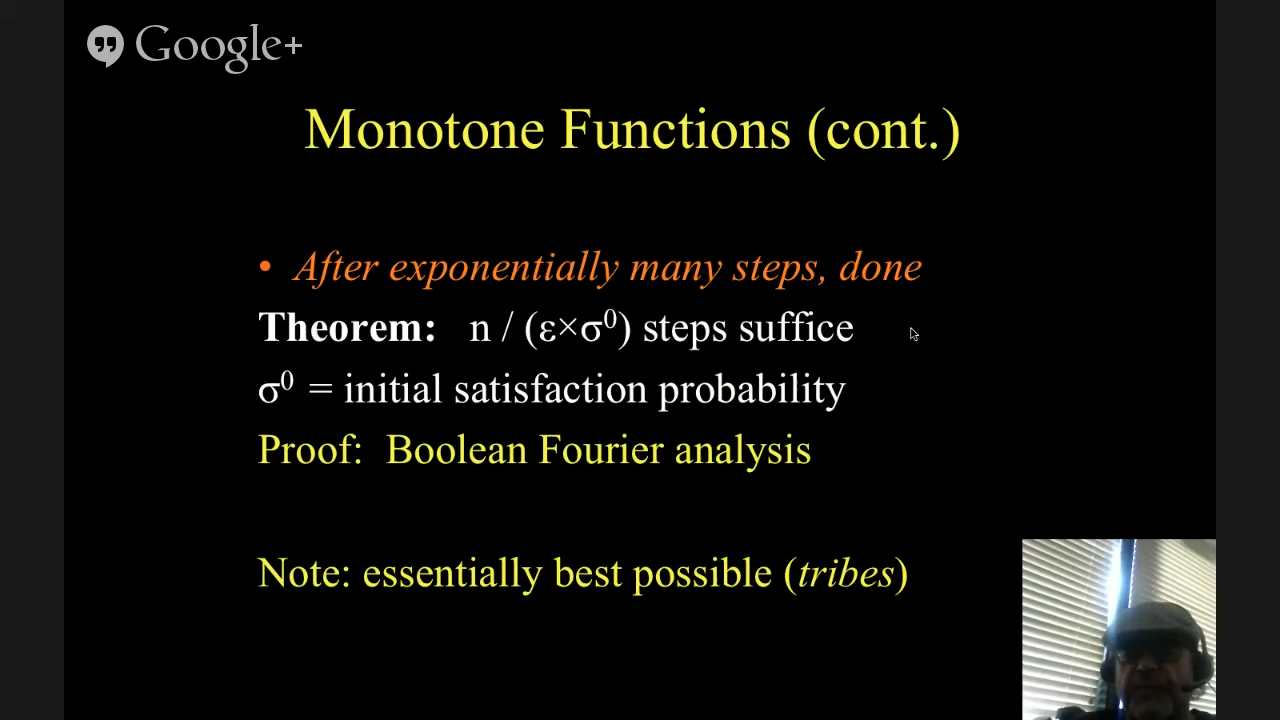 Google+
Monotone Functions (cont.)
• After exponentially many steps, done
Theorem: n / (ε×σ⁰) steps suffice
σ⁰ = initial satisfaction probability
Proof: Boolean Fourier analysis
Note: essentially best possible (tribes)